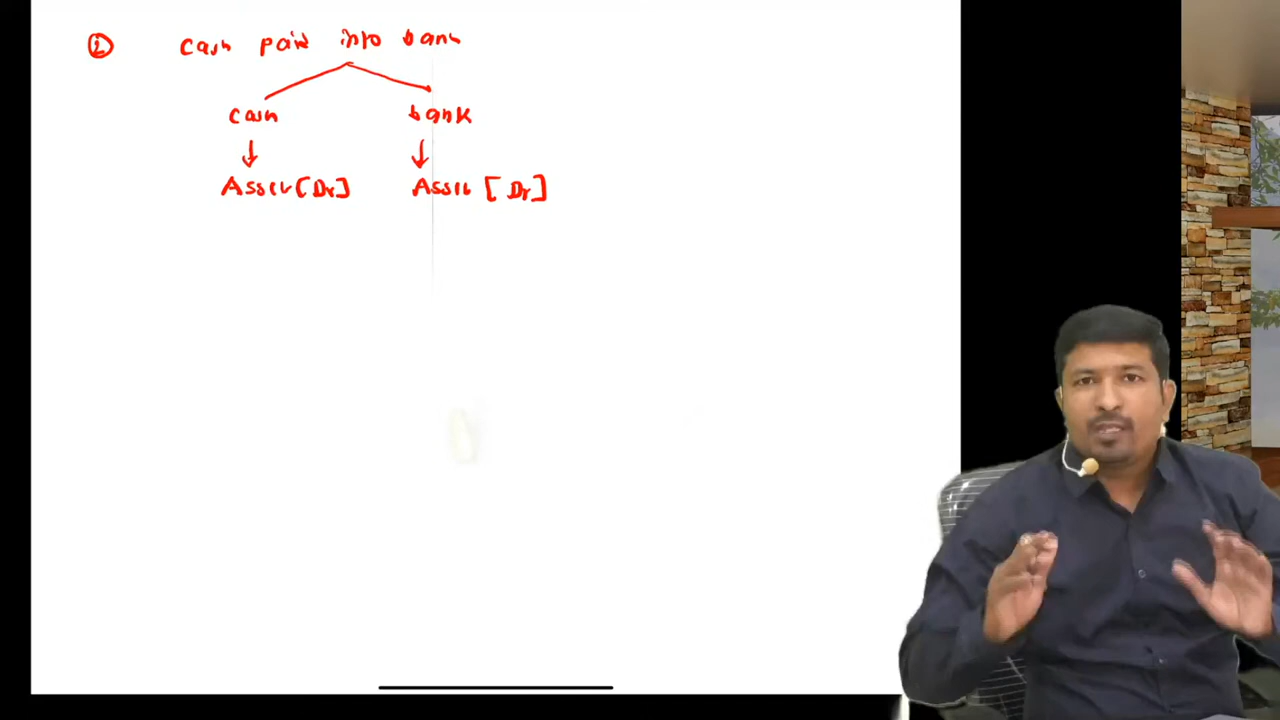 ② cash paid into bank
cash bank
↓ ↓
Asset [Dr] Asset [Dr]